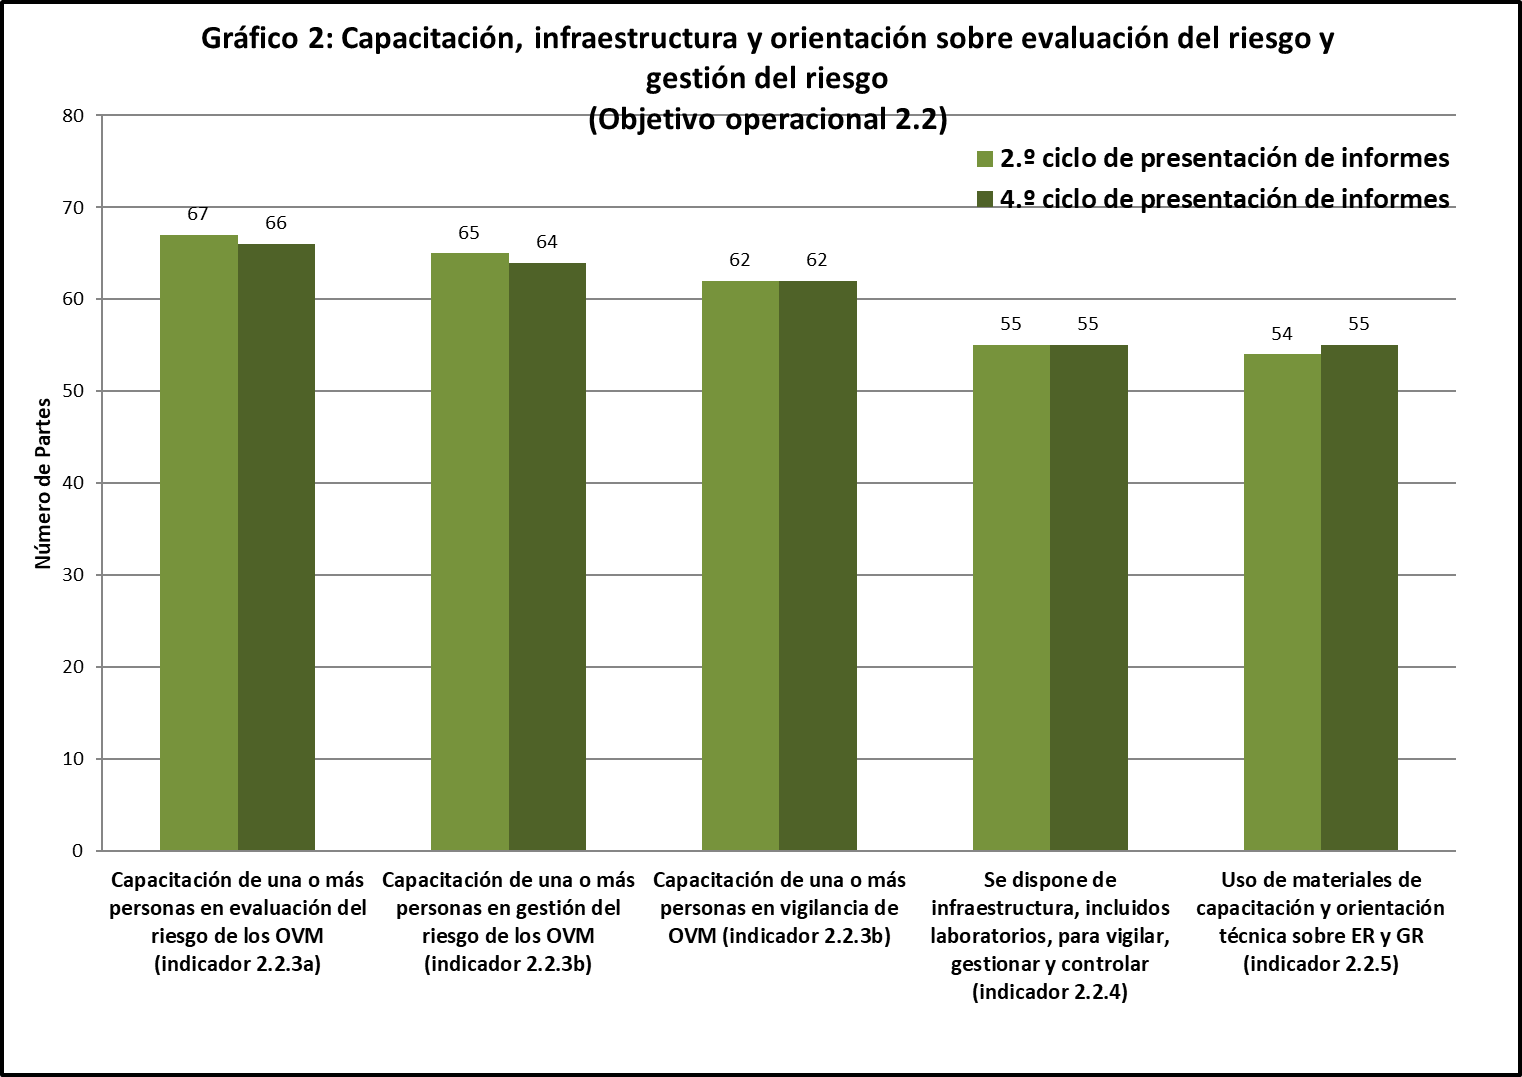 Gráfico 2: Capacitación, infraestructura y orientación sobre evaluación del riesgo y
gestión del riesgo
(Objetivo operacional 2.2)
2.º ciclo de presentación de informes
4.º ciclo de presentación de informes
Número de Partes
80
70
60
50
40
30
20
10
0
67
66
65
64
62
62
55
55
54
55
Capacitación de una o más
personas en evaluación del
riesgo de los OVM
(indicador 2.2.3a)
Capacitación de una o más
personas en gestión del
riesgo de los OVM
(indicador 2.2.3b)
Capacitación de una o más
personas en vigilancia de
OVM (indicador 2.2.3b)
Se dispone de
infraestructura, incluidos
laboratorios, para vigilar,
gestionar y controlar
(indicador 2.2.4)
Uso de materiales de
capacitación y orientación
técnica sobre ER y GR
(indicador 2.2.5)